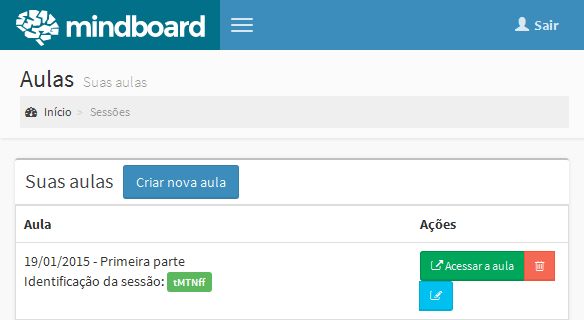 mindboard
Sair
Aulas Suas aulas
Início > Sessões
Suas aulas Criar nova aula
Aula Ações
19/01/2015 - Primeira parte
Identificação da sessão: tMTNff
Acessar a aula